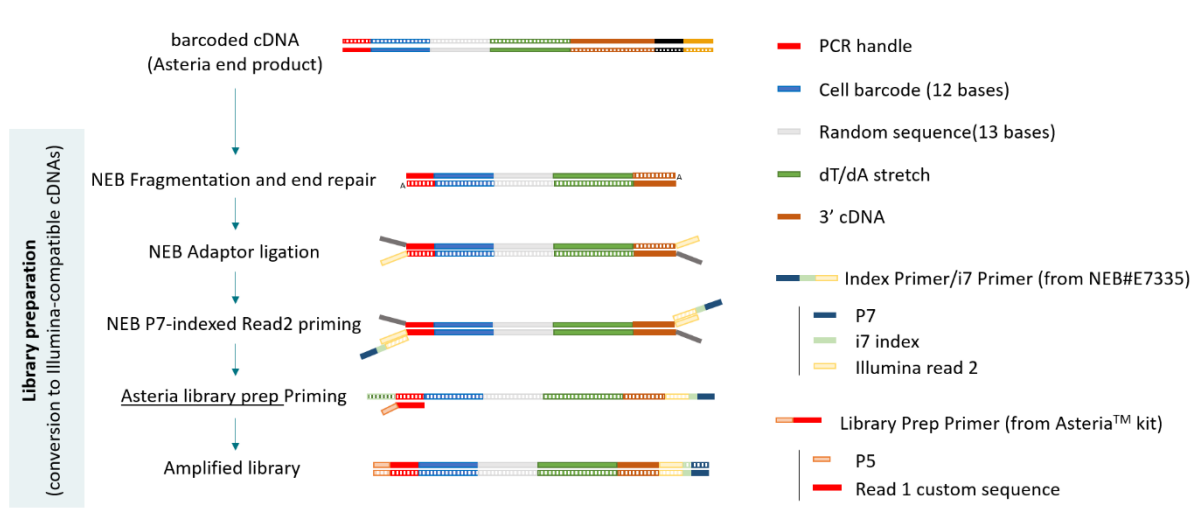 barcoded cDNA
(Asteria end product)
NEB Fragmentation and end repair
A
A
NEB Adaptor ligation
NEB P7-indexed Read2 priming
Asteria library prep Priming
Amplified library
Library preparation
(conversion to Illumina-compatible cDNAs)
PCR handle
Cell barcode (12 bases)
Random sequence(13 bases)
dT/dA stretch
3’ cDNA
Index Primer/i7 Primer (from NEB#E7335)
P7
i7 index
Illumina read 2
Library Prep Primer (from Asteria™ kit)
P5
Read 1 custom sequence